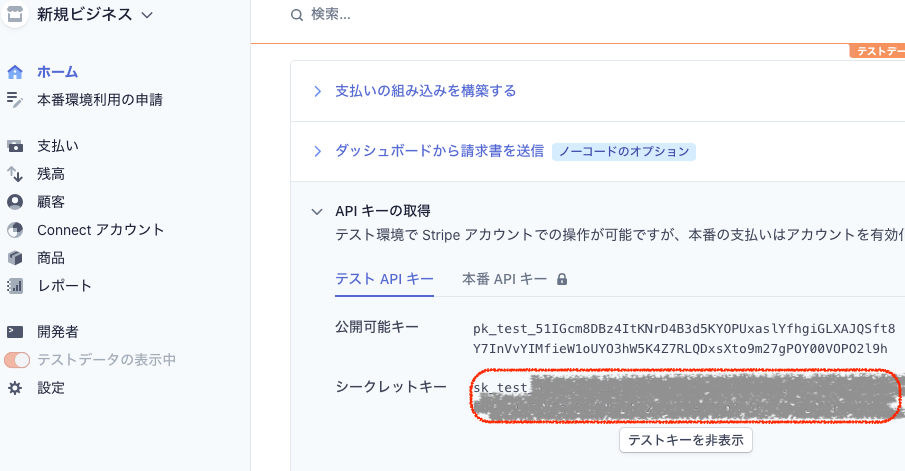 新規ビジネス
検索...
テストデー
ホーム
本番環境利用の申請
支払い
残高
顧客
Connect アカウント
商品
レポート
開発者
テストデータの表示中
設定
支払いの組み込みを構築する
ダッシュボードから請求書を送信 ノーコードのオプション
API キーの取得
テスト環境で Stripe アカウントでの操作が可能ですが、本番の支払いはアカウントを有効
テスト API キー 本番 API キー
公開可能キー pk_test_51IGcm8DBz4ItKNrD4B3d5KYOPUxaslYfhgiGLXAJQSft8
Y7InVvYIMfieW1oUYO3hW5K4Z7RLQDxsXto9m27gPOY00VOPO2l9h
シークレットキー sk_test_
テストキーを非表示